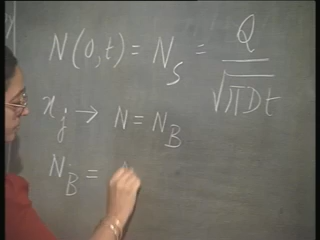 N(0,t) = N_S = Q / √(πDt)
x_j → N = N_B
N_B =